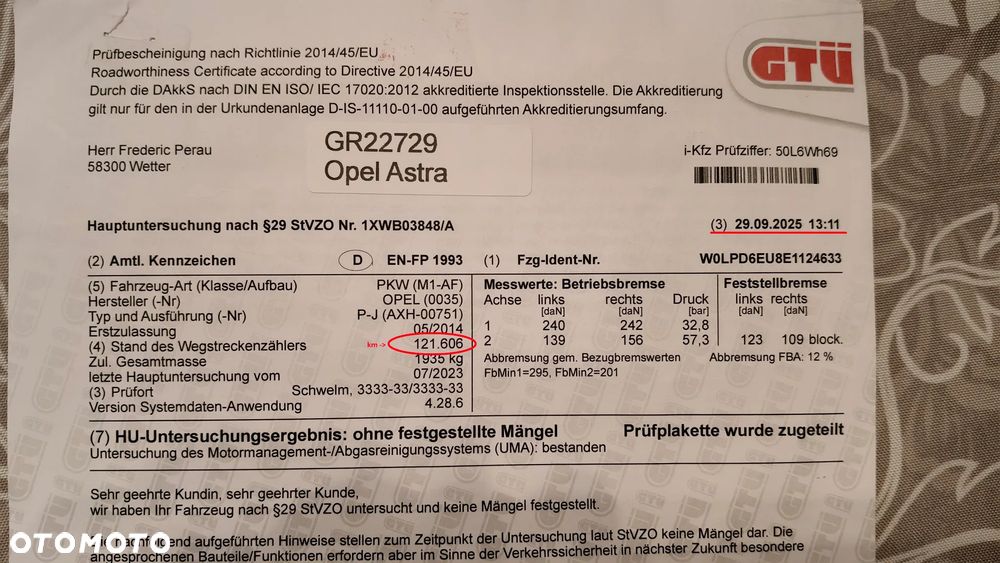 GTÜ
Prüfbescheinigung nach Richtlinie 2014/45/EU
Roadworthiness Certificate according to Directive 2014/45/EU
Durch die DAkkS nach DIN EN ISO/ IEC 17020:2012 akkreditierte Inspektionsstelle. Die Akkreditierung
gilt nur für den in der Urkundenanlage D-IS-11110-01-00 aufgeführten Akkreditierungsumfang.
Herr Frederic Perau
58300 Wetter
GR22729
Opel Astra
i-Kfz Prüfziffer: 50L6Wh69
Hauptuntersuchung nach §29 StVZO Nr. 1XWB03848/A (3) 29.09.2025 13:11
(2) Amtl. Kennzeichen D EN-FP 1993 (1) Fzg-Ident-Nr. W0LPD6EU8E1124633
(5) Fahrzeug-Art (Klasse/Aufbau) PKW (M1-AF)
Hersteller (-Nr) OPEL (0035)
Typ und Ausführung (-Nr) P-J (AXH-00751)
Erstzulassung 05/2014
(4) Stand des Wegstreckenzählers km -> 121.606
Zul. Gesamtmasse 1935 kg
letzte Hauptuntersuchung vom 07/2023
(3) Prüfort Schwelm, 3333-33/3333-33
Version Systemdaten-Anwendung 4.28.6
Messwerte: Betriebsbremse Feststellbremse
Achse links rechts Druck links rechts
[daN] [daN] [bar] [daN] [daN]
1 240 242 32,8
2 139 156 57,3 123 109 block.
Abbremsung gem. Bezugbremswerten Abbremsung FBA: 12 %
FbMin1=295, FbMin2=201
(7) HU-Untersuchungsergebnis: ohne festgestellte Mängel Prüfplakette wurde zugeteilt
Untersuchung des Motormanagement-/Abgasreinigungssystems (UMA): bestanden
Sehr geehrte Kundin, sehr geehrter Kunde,
wir haben Ihr Fahrzeug nach §29 StVZO untersucht und keine Mängel festgestellt.
nachfolgend aufgeführten Hinweise stellen zum Zeitpunkt der Untersuchung laut StVZO keine Mängel dar. Die
angesprochenen Bauteile/Funktionen erfordern aber im Sinne der Verkehrssicherheit in nächster Zukunft besondere
OTOMOTO